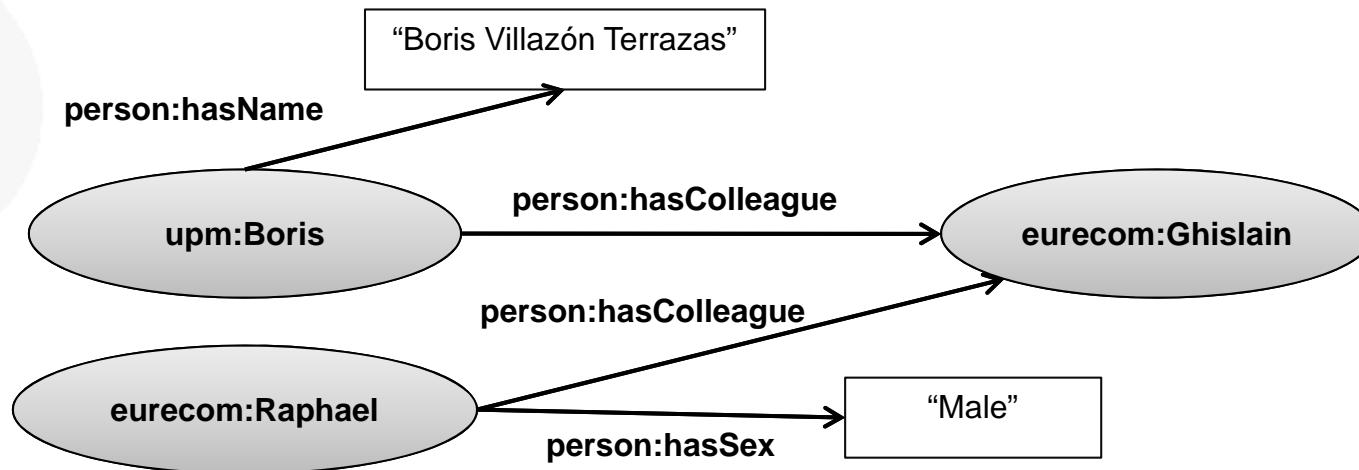 “Boris Villazón Terrazas”
person:hasName
person:hasColleague
upm:Boris
eurecom:Ghislain
person:hasColleague
eurecom:Raphael
“Male”
person:hasSex